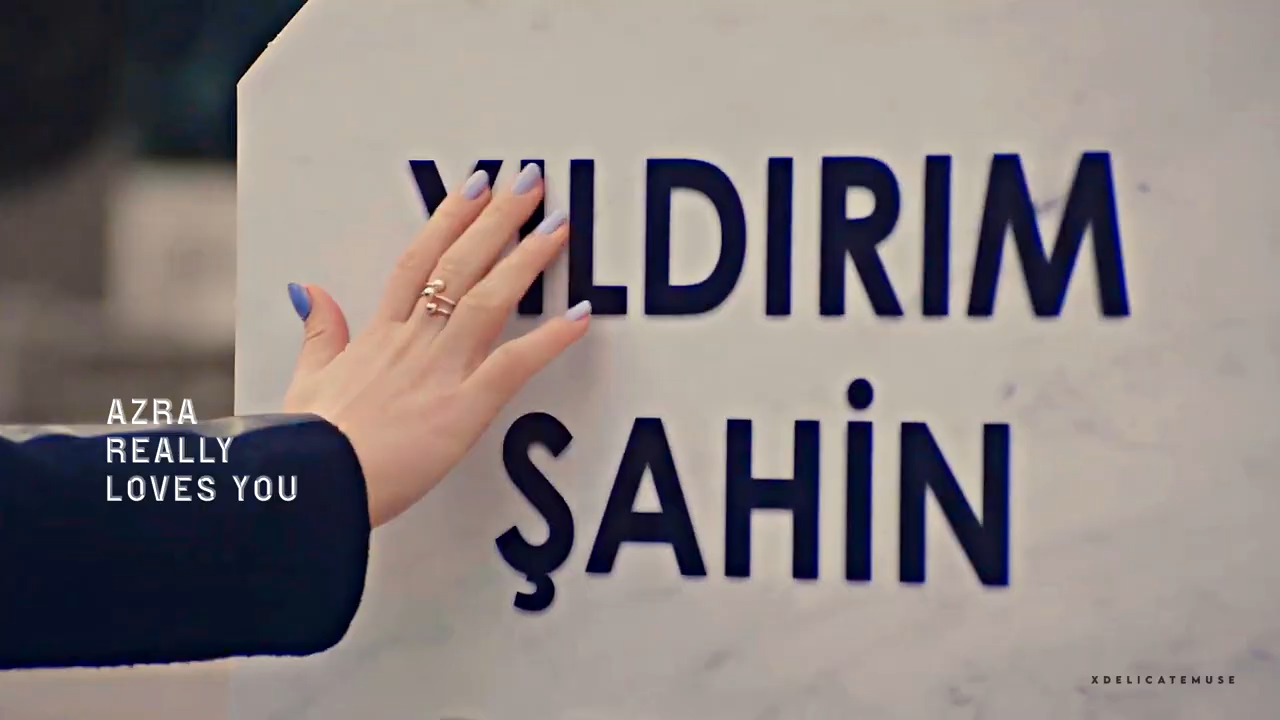 YILDIRIM
ŞAHİN
AZRA
REALLY
LOVES YOU
XDELICATEMUSE